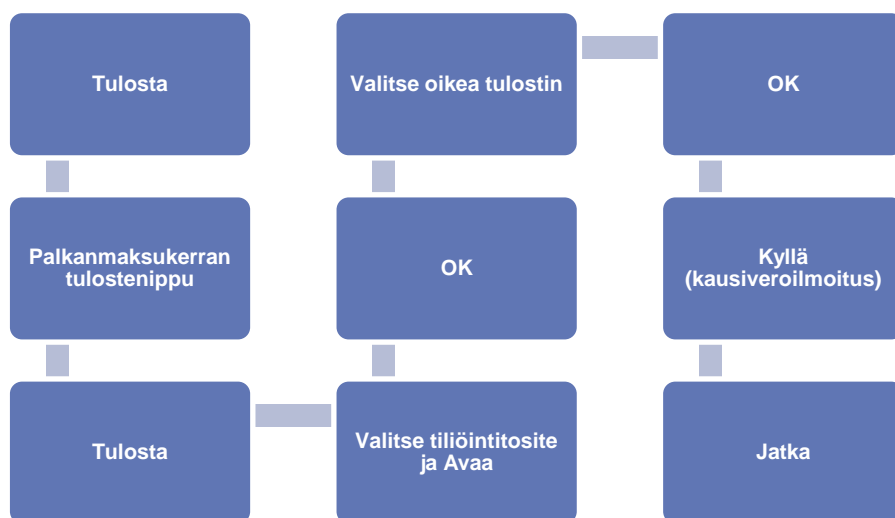 Tulosta
Palkanmaksukerran
tulostenippu
Tulosta
Valitse tiliöintitosite
ja Avaa
OK
Valitse oikea tulostin
OK
Kyllä
(kausiveroilmoitus)
Jatka